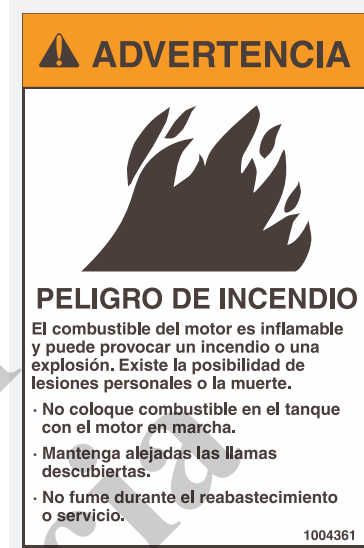 ADVERTENCIA
PELIGRO DE INCENDIO
El combustible del motor es inflamable
y puede provocar un incendio o una
explosión. Existe la posibilidad de
lesiones personales o la muerte.
· No coloque combustible en el tanque
con el motor en marcha.
· Mantenga alejadas las llamas
descubiertas.
· No fume durante el reabastecimiento
o servicio.
1004361